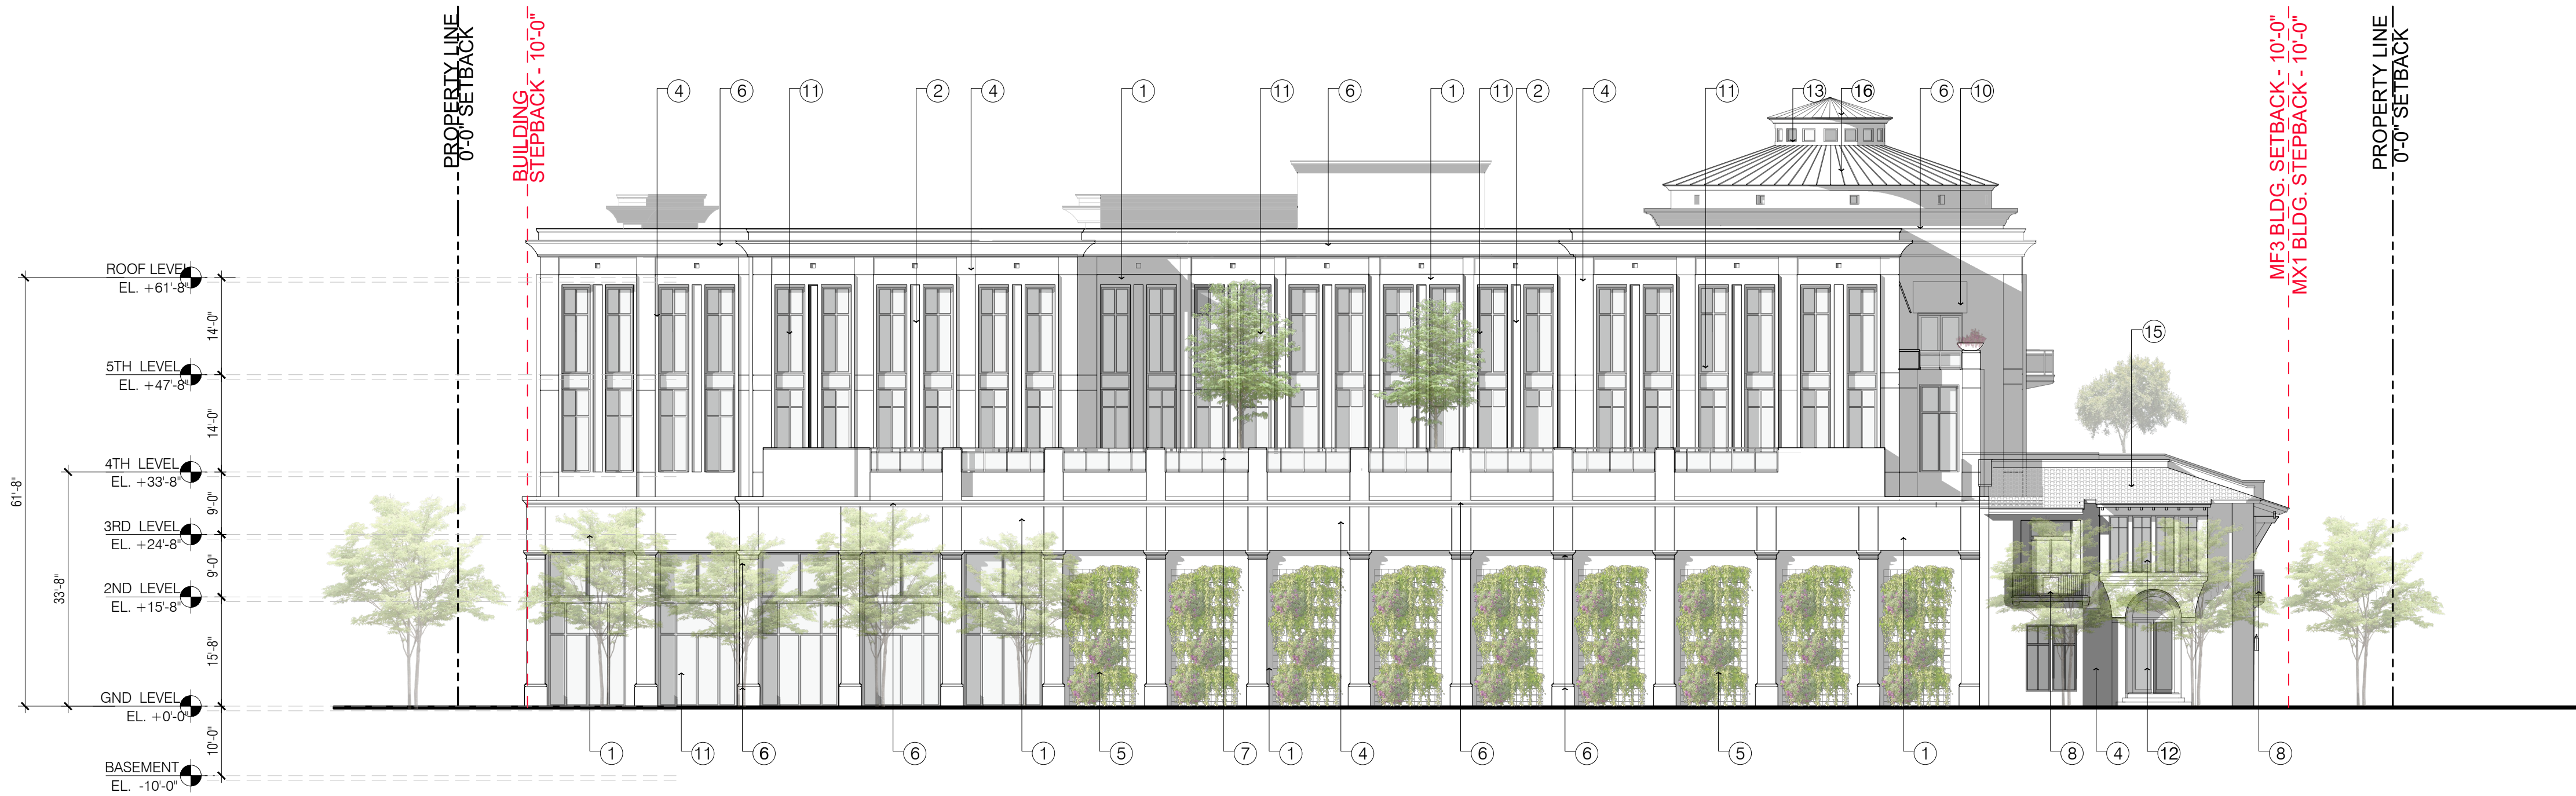 PROPERTY LINE
0'-0" SETBACK
BUILDING
STEPBACK - 10'-0"
MF3 BLDG. SETBACK - 10'-0"
MX1 BLDG. STEPBACK - 10'-0"
PROPERTY LINE
0'-0" SETBACK
4 6 11 2 4 1 11 6 1 11 2 4 11 13 16 6 10
15
ROOF LEVEL
EL. +61'-8"
14'-0"
5TH LEVEL
EL. +47'-8"
14'-0"
4TH LEVEL
EL. +33'-8"
61'-8"
9'-0"
3RD LEVEL
EL. +24'-8"
33'-8"
9'-0"
2ND LEVEL
EL. +15'-8"
15'-8"
GND LEVEL
EL. +0'-0"
10'-0"
BASEMENT
EL. -10'-0"
1 11 6 6 1 5 7 1 4 6 6 5 1 8 4 12 8